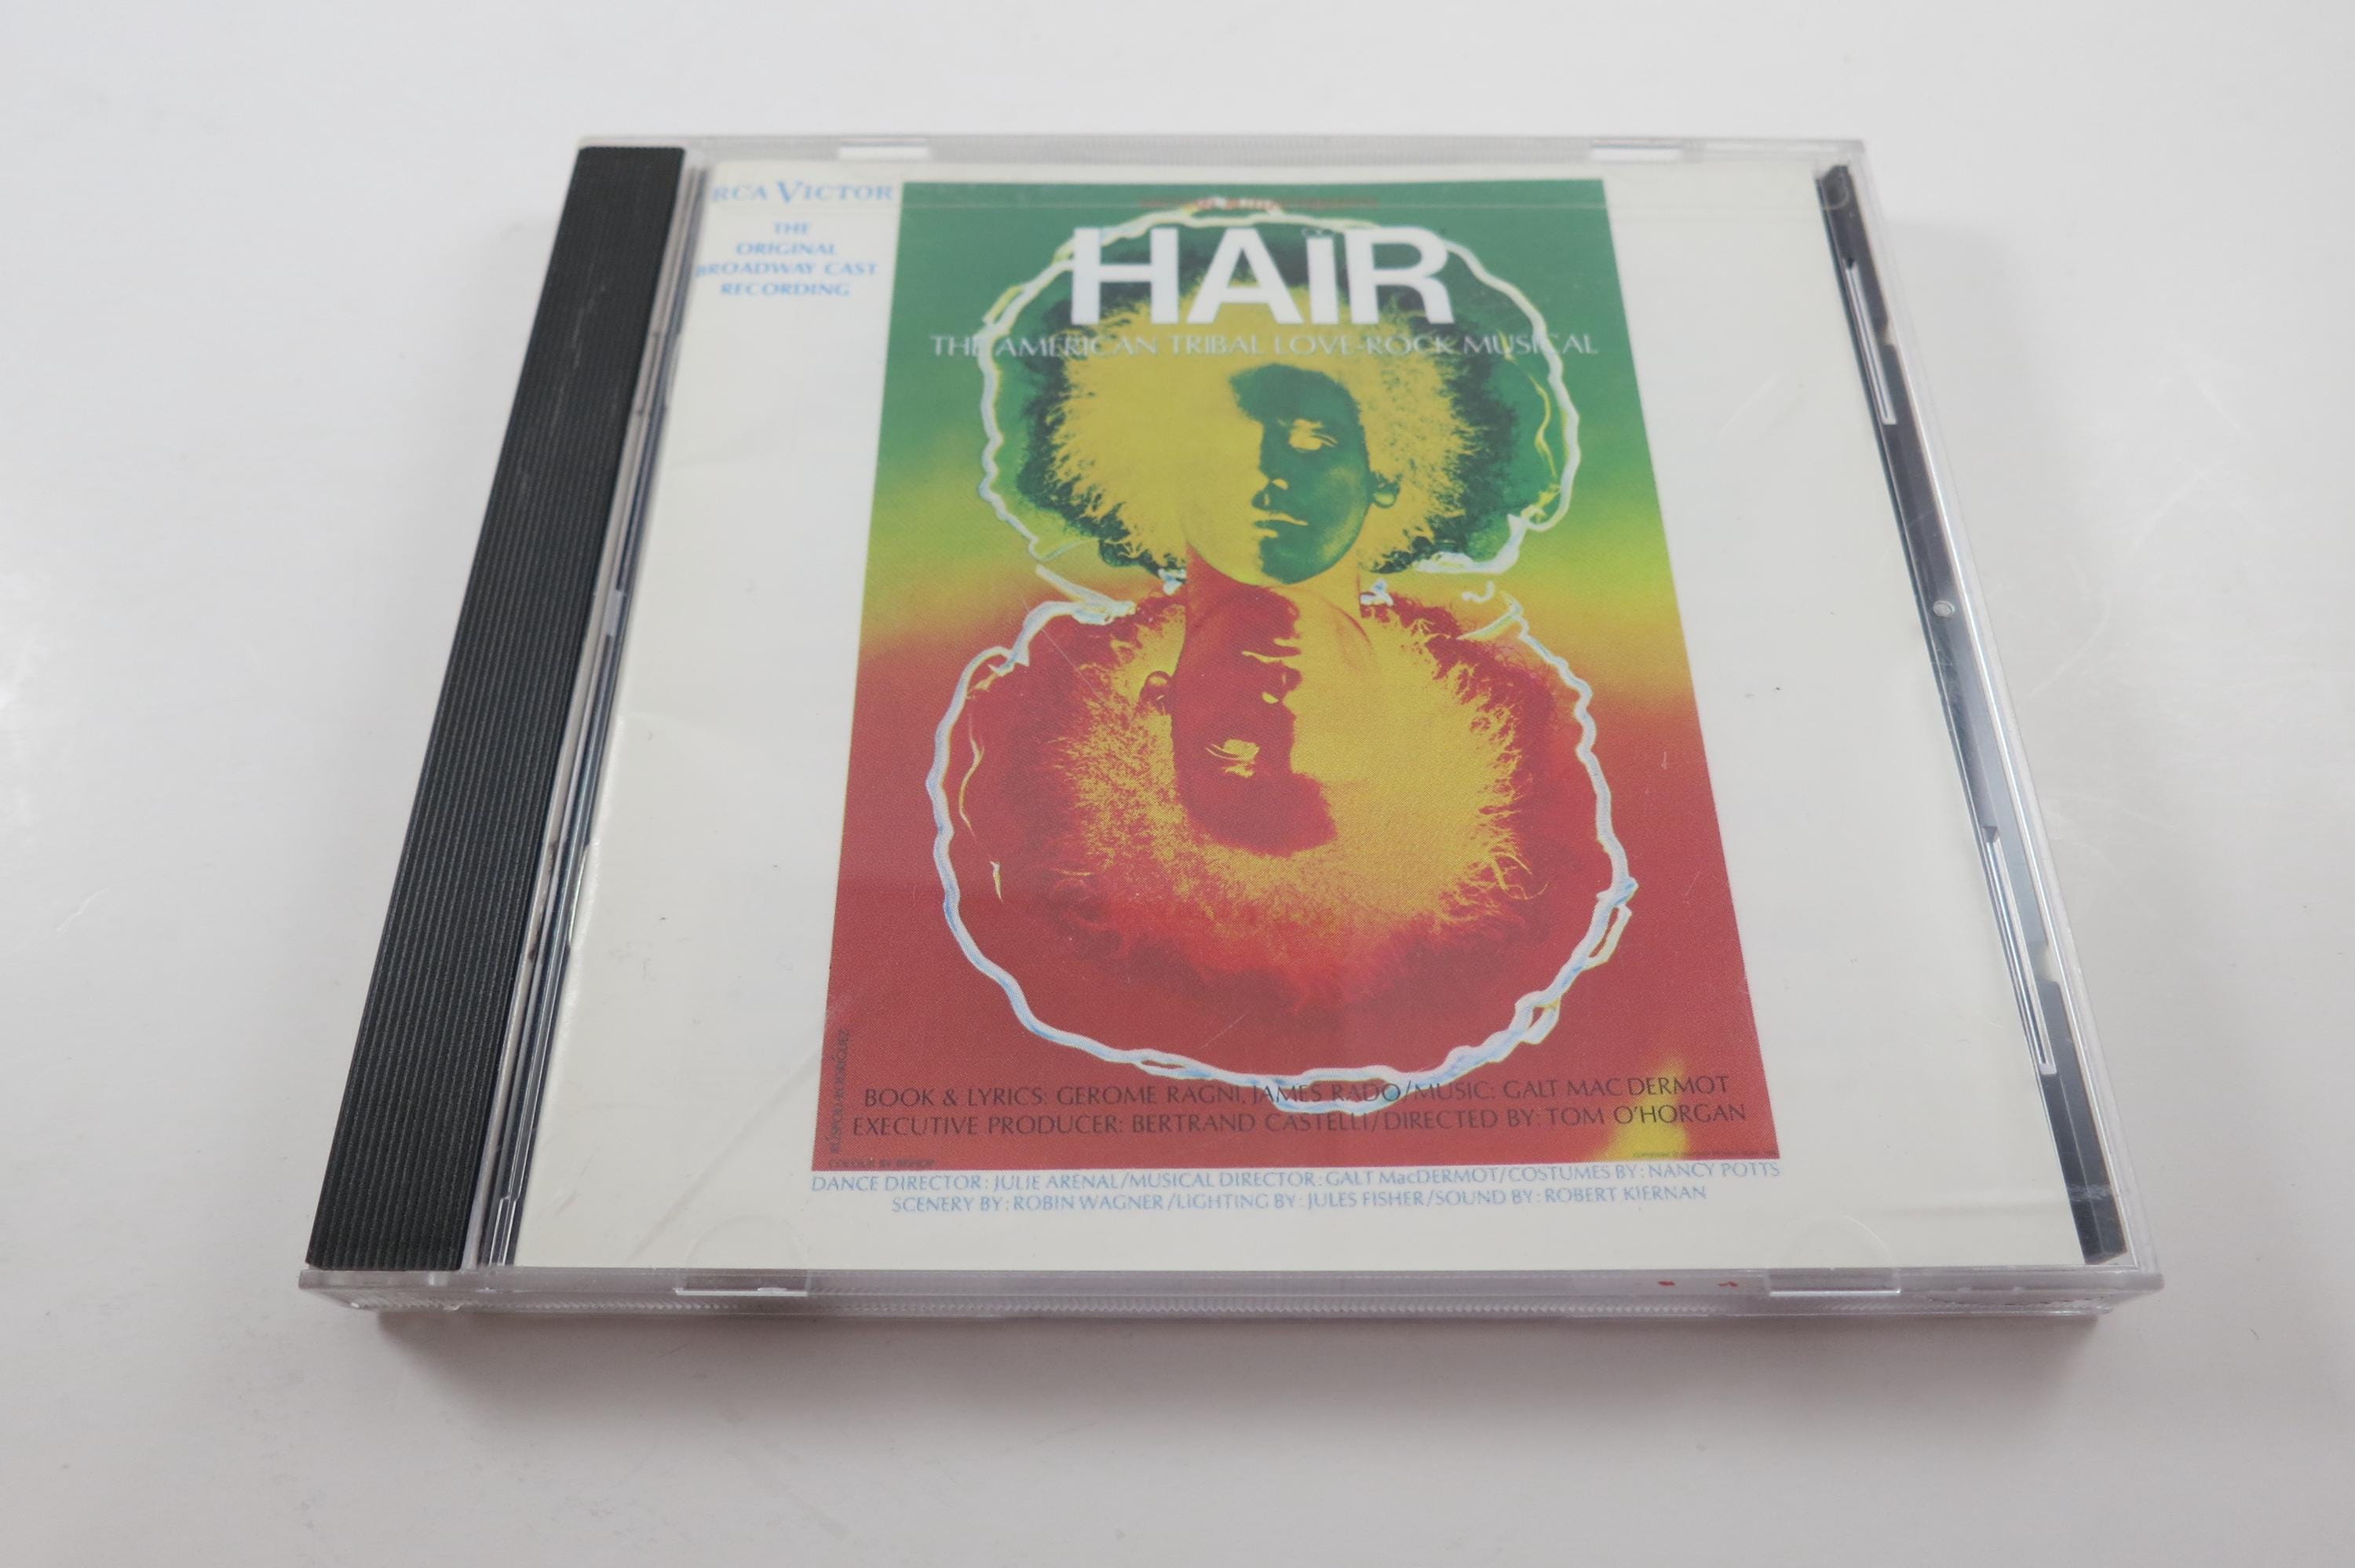 RCA VICTOR
THE
ORIGINAL
BROADWAY CAST
RECORDING
HAiR
THE AMERICAN TRIBAL LOVE-ROCK MUSICAL
BOOK & LYRICS: GEROME RAGNI, JAMES RADO/MUSIC: GALT MAC DERMOT
EXECUTIVE PRODUCER: BERTRAND CASTELLI/DIRECTED BY: TOM O'HORGAN
DANCE DIRECTOR: JULIE ARENAL/MUSICAL DIRECTOR: GALT MacDERMOT/COSTUMES BY: NANCY POTTS
SCENERY BY: ROBIN WAGNER/LIGHTING BY: JULES FISHER/SOUND BY: ROBERT KIERNAN